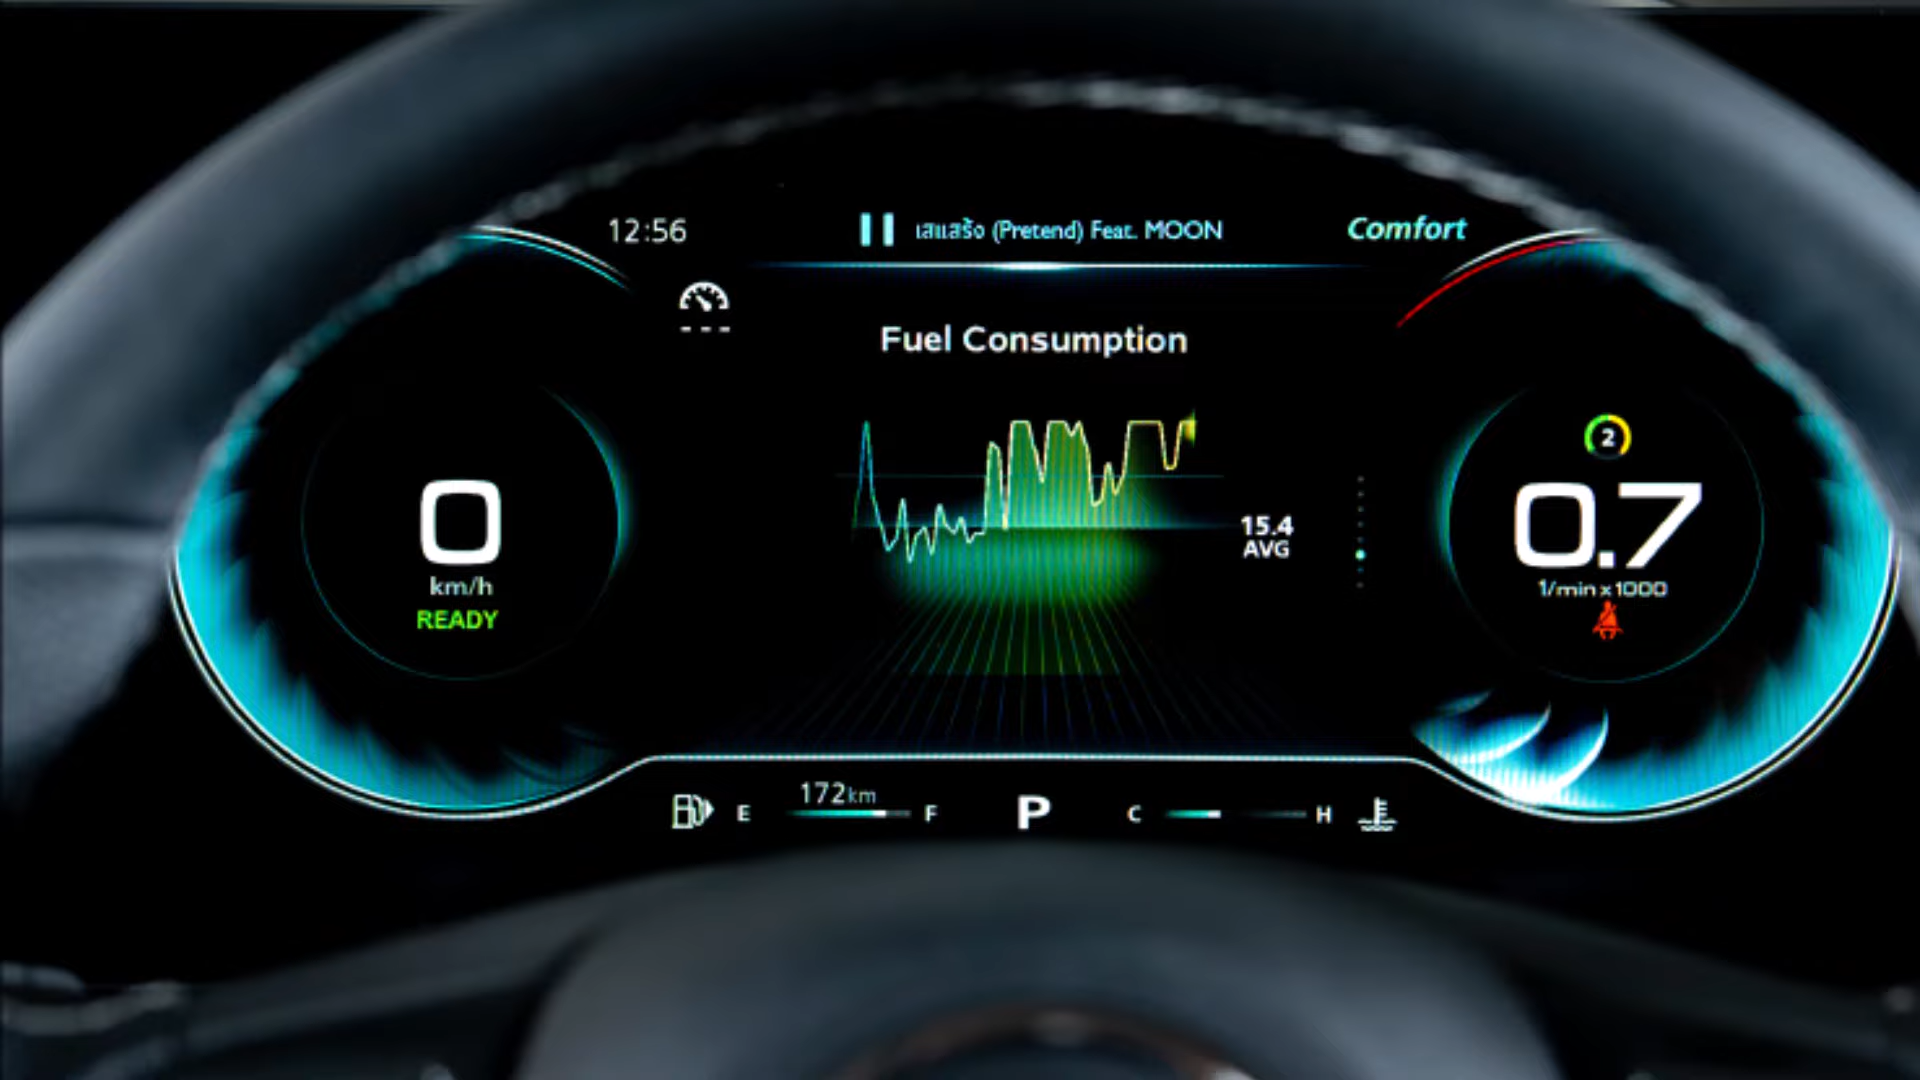 12:56
เสแสร้ง (Pretend) Feat. MOON
Comfort
Fuel Consumption
2
0
km/h
READY
15.4
AVG
0.7
1/min x 1000
172km
E
F
P
C
H